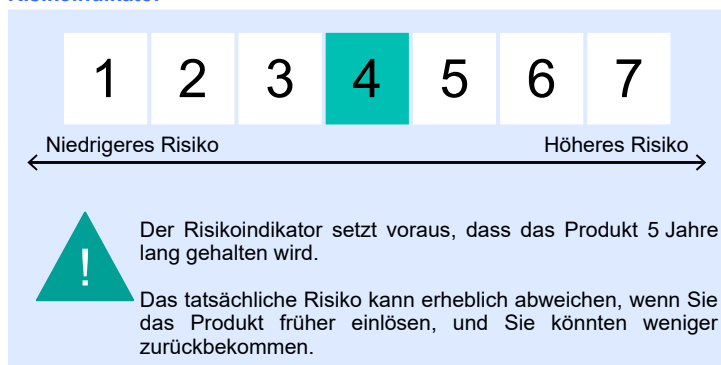 Risikoindikator
1 2 3 4 5 6 7
Niedrigeres Risiko Höheres Risiko
! Der Risikoindikator setzt voraus, dass das Produkt 5 Jahre
lang gehalten wird.
Das tatsächliche Risiko kann erheblich abweichen, wenn Sie
das Produkt früher einlösen, und Sie könnten weniger
zurückbekommen.